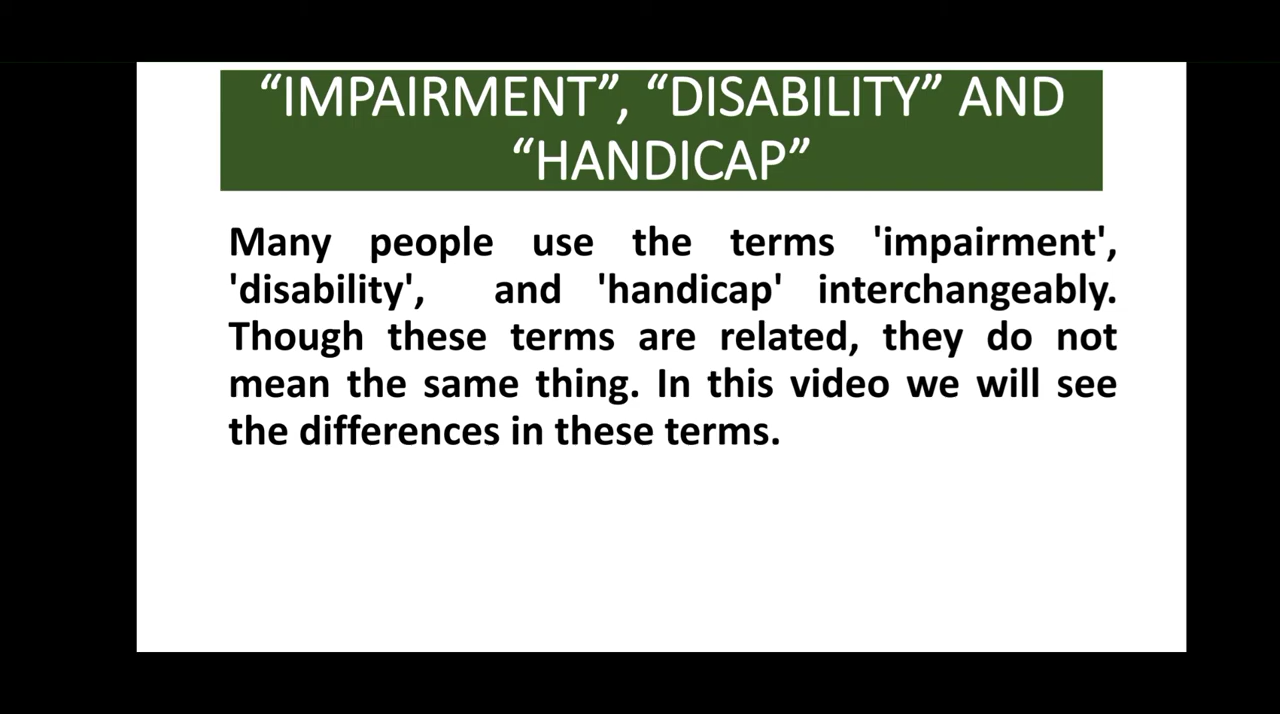 “IMPAIRMENT”, “DISABILITY” AND
“HANDICAP”
Many people use the terms 'impairment',
'disability', and 'handicap' interchangeably.
Though these terms are related, they do not
mean the same thing. In this video we will see
the differences in these terms.